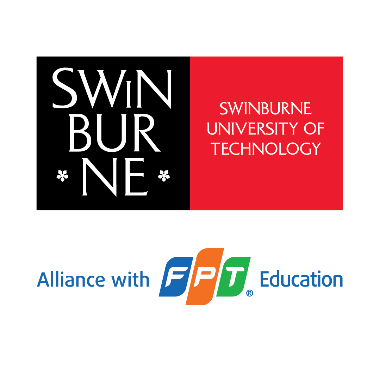 SWIN
BUR
NE
SWINBURNE
UNIVERSITY OF
TECHNOLOGY
Alliance with FPT® Education